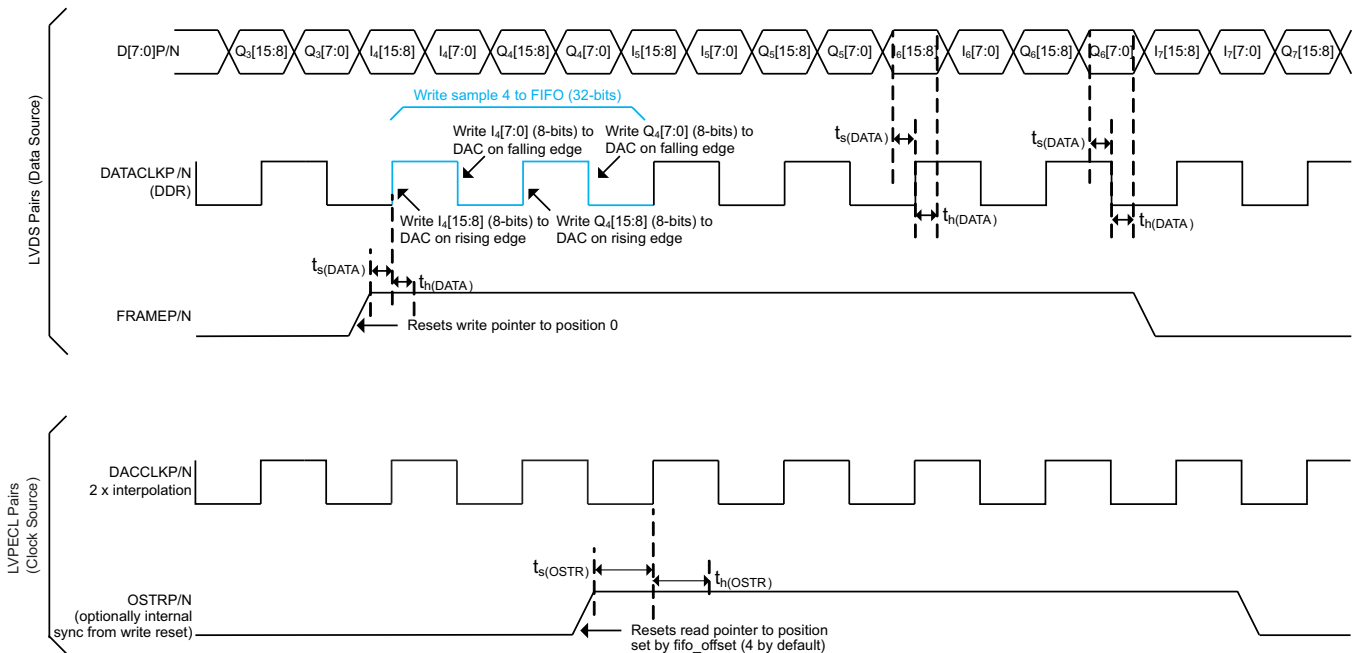 LVDS Pairs (Data Source)
D[7:0]P/N
Q₃[15:8] Q₃[7:0] I₄[15:8] I₄[7:0] Q₄[15:8] Q₄[7:0] I₅[15:8] I₅[7:0] Q₅[15:8] Q₅[7:0] I₆[15:8] I₆[7:0] Q₆[15:8] Q₆[7:0] I₇[15:8] I₇[7:0] Q₇[15:8]
Write sample 4 to FIFO (32-bits)
Write I₄[7:0] (8-bits) to
DAC on falling edge
Write Q₄[7:0] (8-bits) to
DAC on falling edge
ts(DATA)
ts(DATA)
DATACLKP/N
(DDR)
Write I₄[15:8] (8-bits) to
DAC on rising edge
Write Q₄[15:8] (8-bits) to
DAC on rising edge
th(DATA)
th(DATA)
ts(DATA)
th(DATA)
FRAMEP/N
Resets write pointer to position 0
LVPECL Pairs
(Clock Source)
DACCLKP/N
2 x interpolation
ts(OSTR)
th(OSTR)
OSTRP/N
(optionally internal
sync from write reset)
Resets read pointer to position
set by fifo_offset (4 by default)